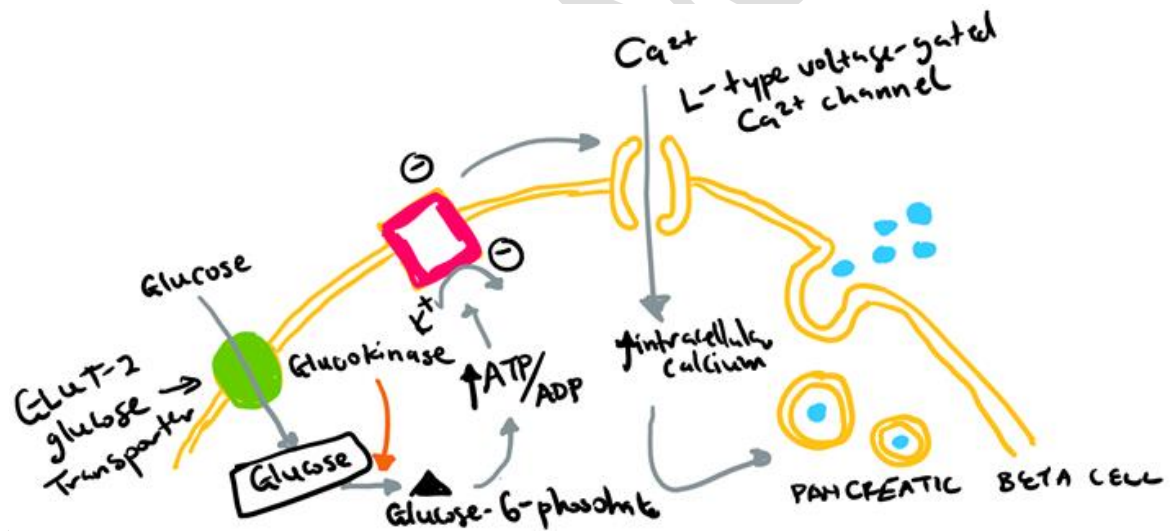 Ca²⁺
L-type voltage-gated
Ca²⁺ channel
⊖
⊖
Glucose
K⁺
GLUT-2
glucose →
Transporter
Glucokinase
↑ATP/ADP
↑intracellular
calcium
Glucose
Glucose-6-phosphate
PANCREATIC BETA CELL